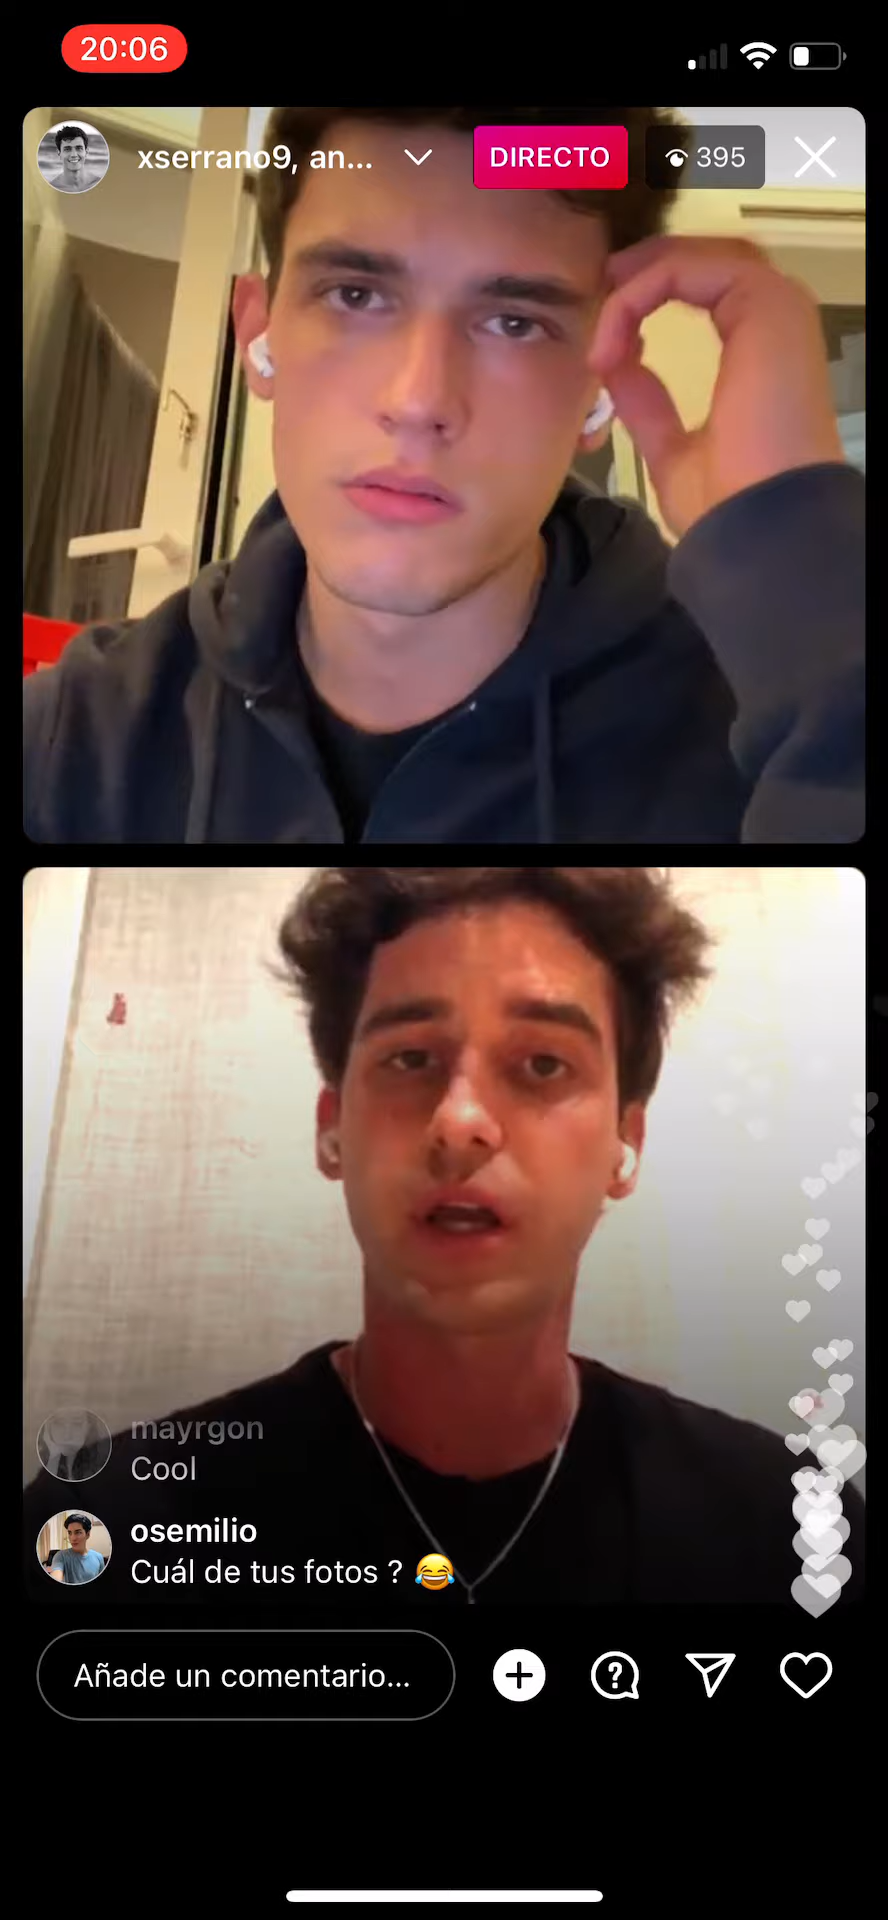 20:06
xserrano9, an...
DIRECTO
395
mayrgon
Cool
osemilio
Cuál de tus fotos ? 😂
Añade un comentario...